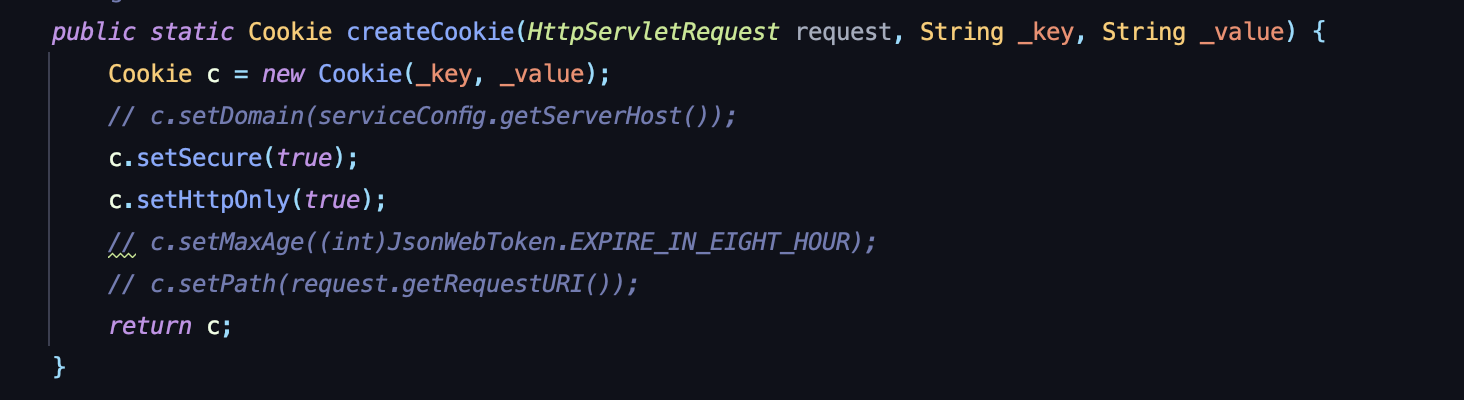 public static Cookie createCookie(HttpServletRequest request, String _key, String _value) {
    Cookie c = new Cookie(_key, _value);
    // c.setDomain(serviceConfig.getServerHost());
    c.setSecure(true);
    c.setHttpOnly(true);
    // c.setMaxAge((int)JsonWebToken.EXPIRE_IN_EIGHT_HOUR);
    // c.setPath(request.getRequestURI());
    return c;
}